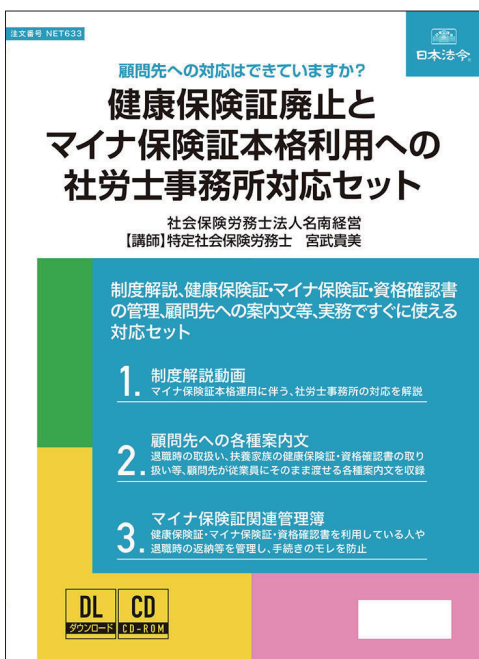 注文番号 NET633
日本法令®
顧問先への対応はできていますか?
健康保険証廃止と
マイナ保険証本格利用への
社労士事務所対応セット
社会保険労務士法人名南経営
【講師】特定社会保険労務士 宮武貴美
制度解説、健康保険証・マイナ保険証・資格確認書
の管理、顧問先への案内文等、実務ですぐに使える
対応セット
1. 制度解説動画
マイナ保険証本格運用に伴う、社労士事務所の対応を解説
2. 顧問先への各種案内文
退職時の取扱い、扶養家族の健康保険証・資格確認書の取り
扱い等、顧問先が従業員にそのまま渡せる各種案内文を収録
3. マイナ保険証関連管理簿
健康保険証・マイナ保険証・資格確認書を利用している人や
退職時の返納等を管理し、手続きのモレを防止
DL CD
ダウンロード CD-ROM